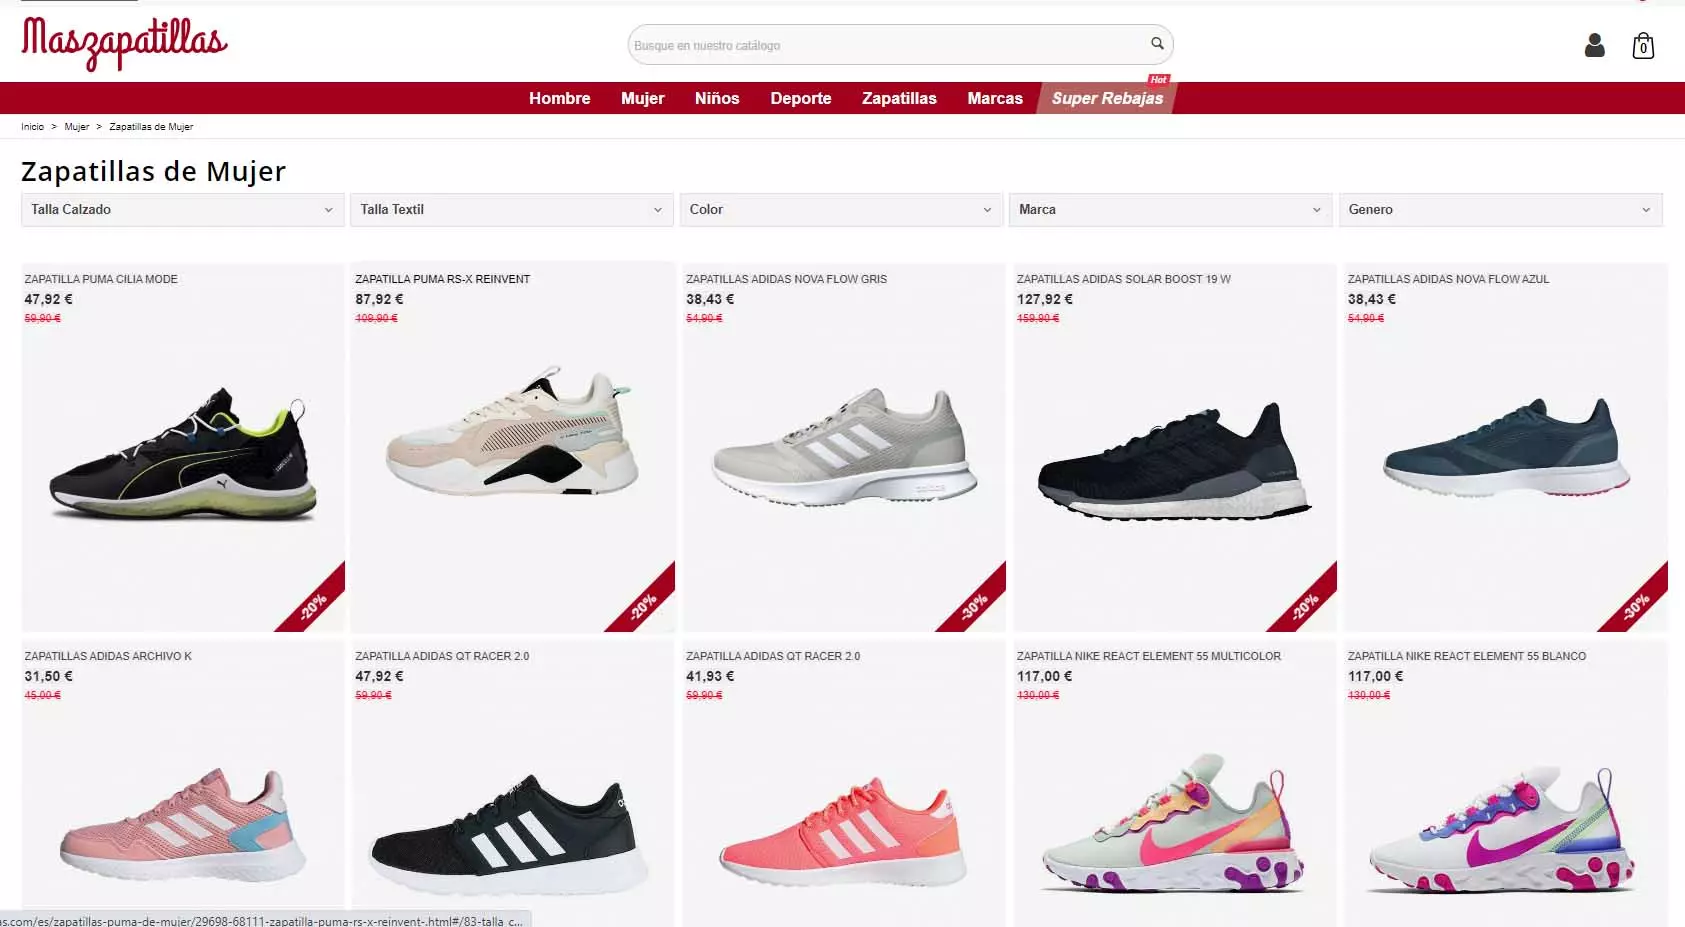 Maszapatillas
Busque en nuestro catálogo
0
Hot
Hombre Mujer Niños Deporte Zapatillas Marcas Super Rebajas
Inicio > Mujer > Zapatillas de Mujer
Zapatillas de Mujer
Talla Calzado Talla Textil Color Marca Genero
ZAPATILLA PUMA CILIA MODE
47,92 €
59,90 €
-20%
ZAPATILLA PUMA RS-X REINVENT
87,92 €
109,90 €
-20%
ZAPATILLAS ADIDAS NOVA FLOW GRIS
38,43 €
54,90 €
-30%
ZAPATILLAS ADIDAS SOLAR BOOST 19 W
127,92 €
159,90 €
-20%
ZAPATILLAS ADIDAS NOVA FLOW AZUL
38,43 €
54,90 €
-30%
ZAPATILLAS ADIDAS ARCHIVO K
31,50 €
45,00 €
ZAPATILLA ADIDAS QT RACER 2.0
47,92 €
59,90 €
ZAPATILLA ADIDAS QT RACER 2.0
41,93 €
59,90 €
ZAPATILLA NIKE REACT ELEMENT 55 MULTICOLOR
117,00 €
130,00 €
ZAPATILLA NIKE REACT ELEMENT 55 BLANCO
117,00 €
130,00 €
as.com/es/zapatillas-puma-de-mujer/29698-68111-zapatilla-puma-rs-x-reinvent-.html#/83-talla_c...